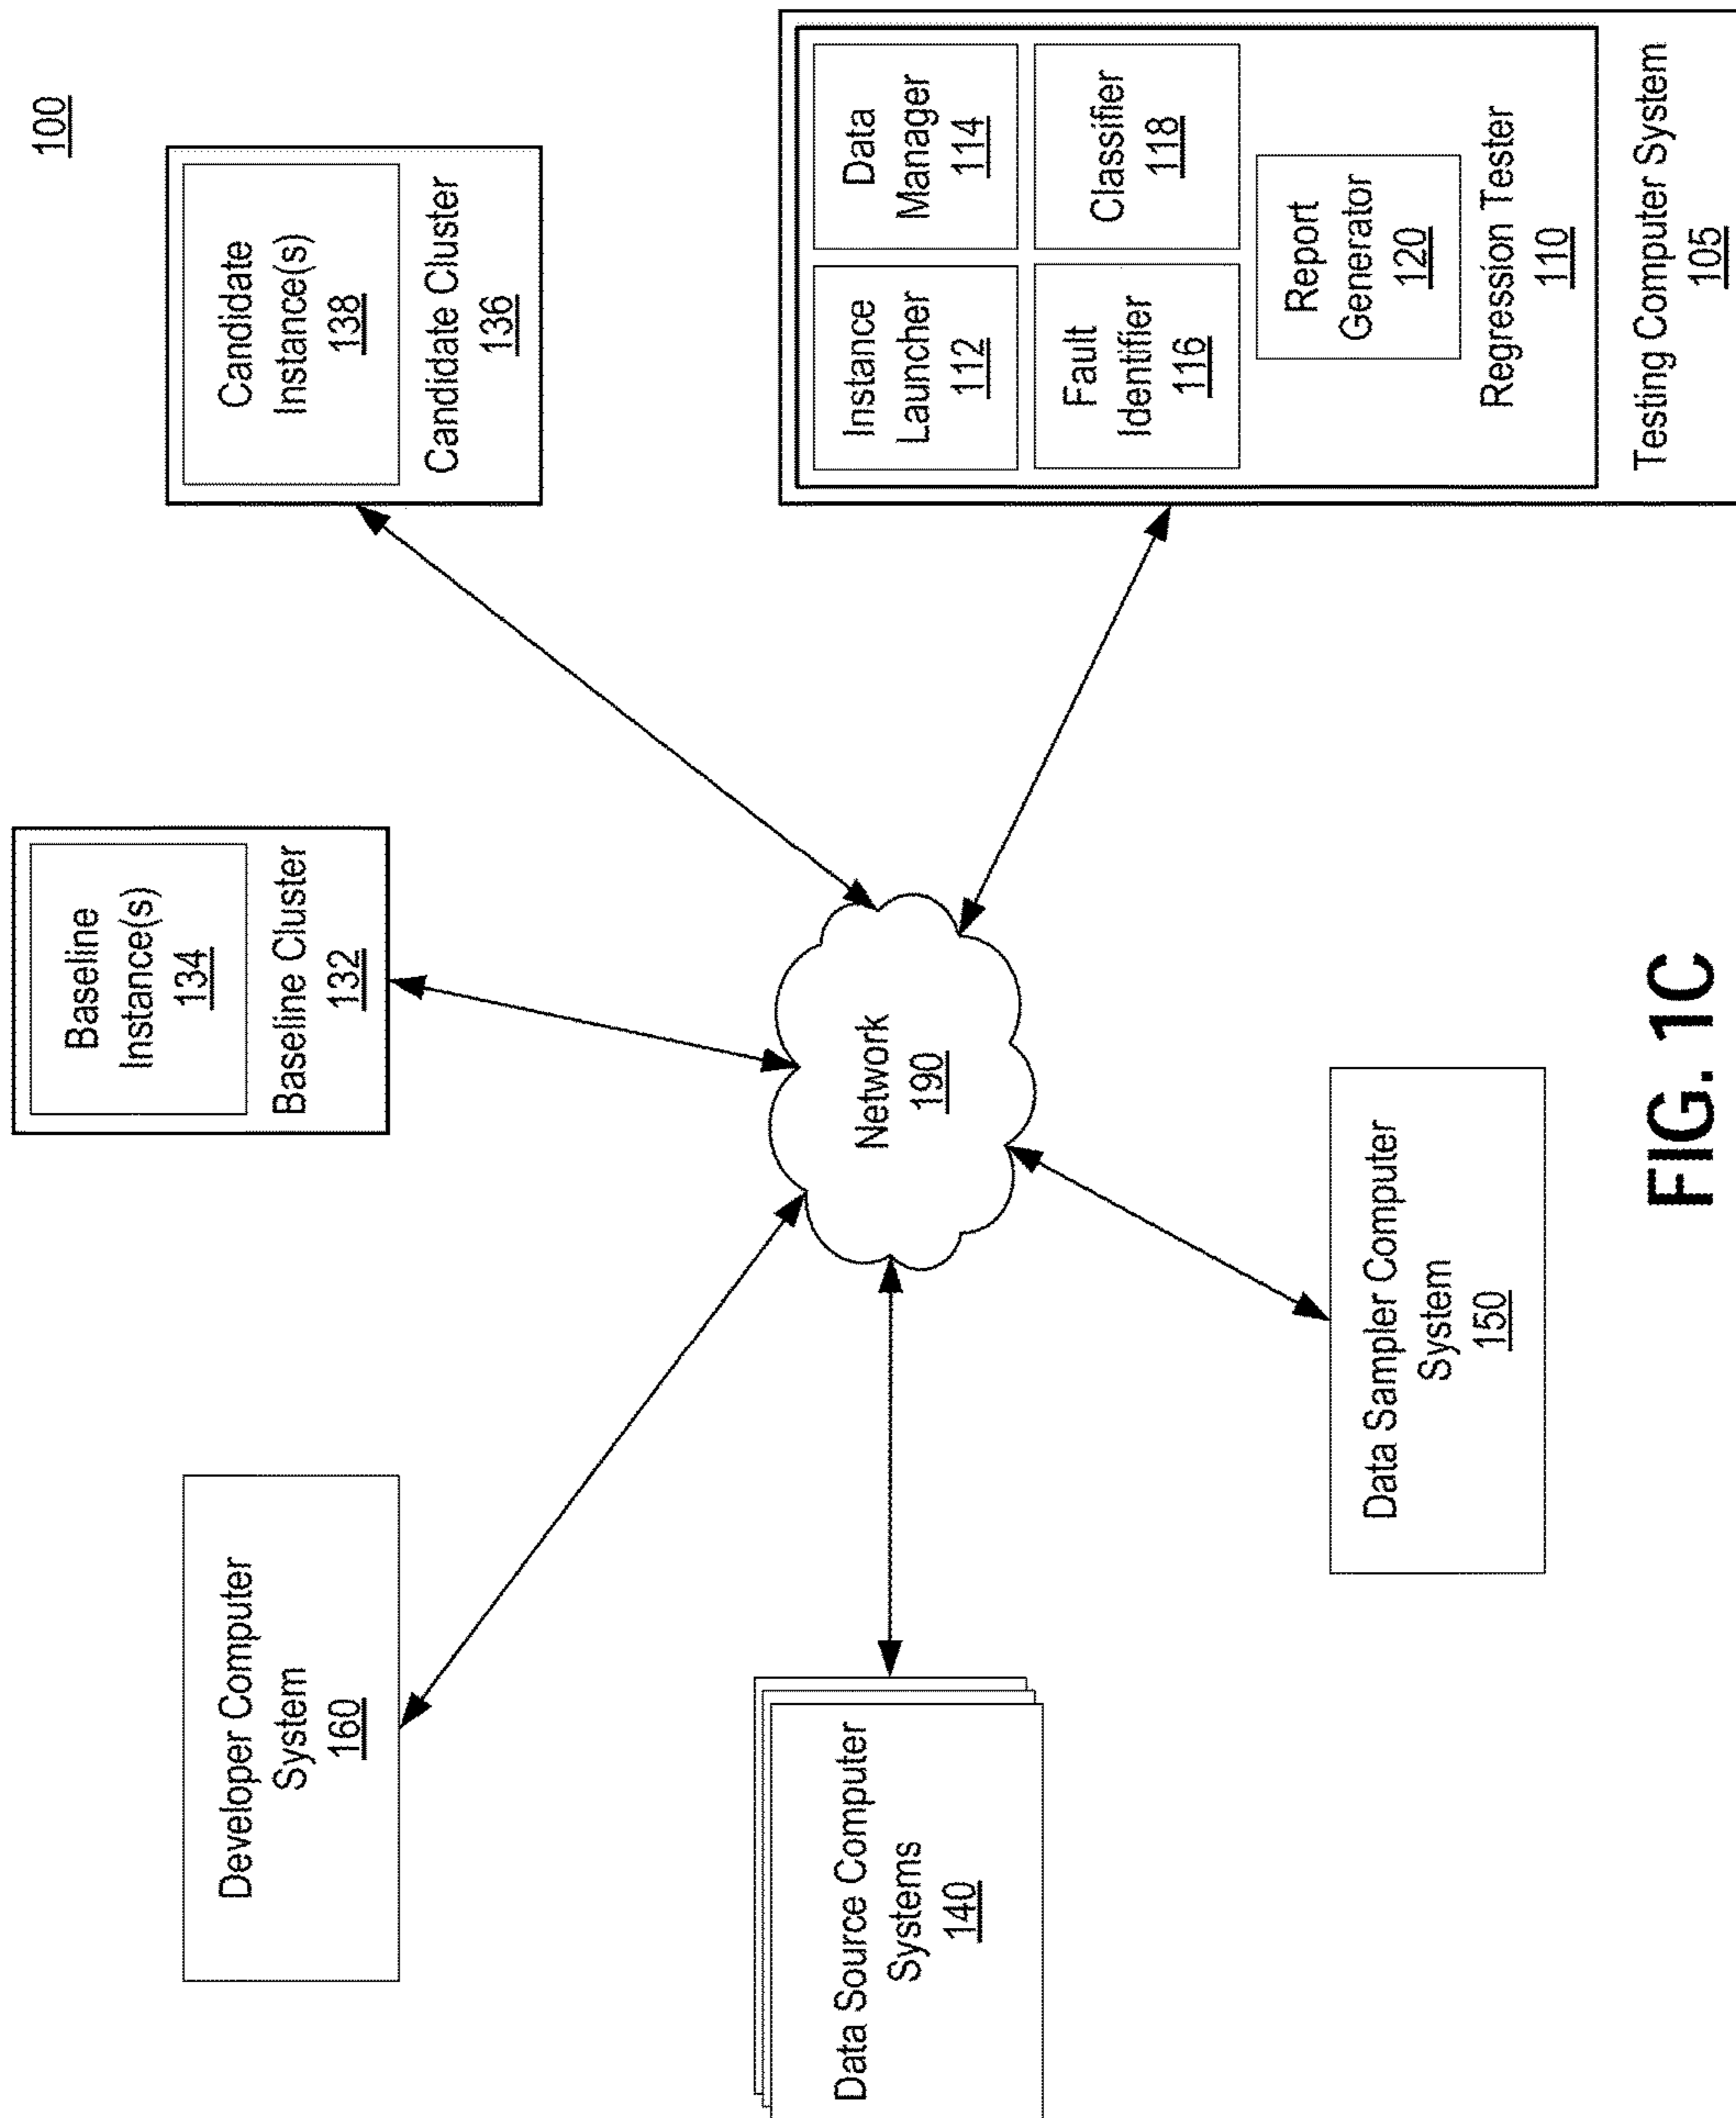 100
Developer Computer
System
160
Baseline
Instance(s)
134
Baseline Cluster
132
Candidate
Instance(s)
138
Candidate Cluster
136
Data Source Computer
Systems
140
Network
190
Instance
Launcher
112
Data
Manager
114
Fault
Identifier
116
Classifier
118
Report
Generator
120
Regression Tester
110
Testing Computer System
105
Data Sampler Computer
System
150
FIG. 1C